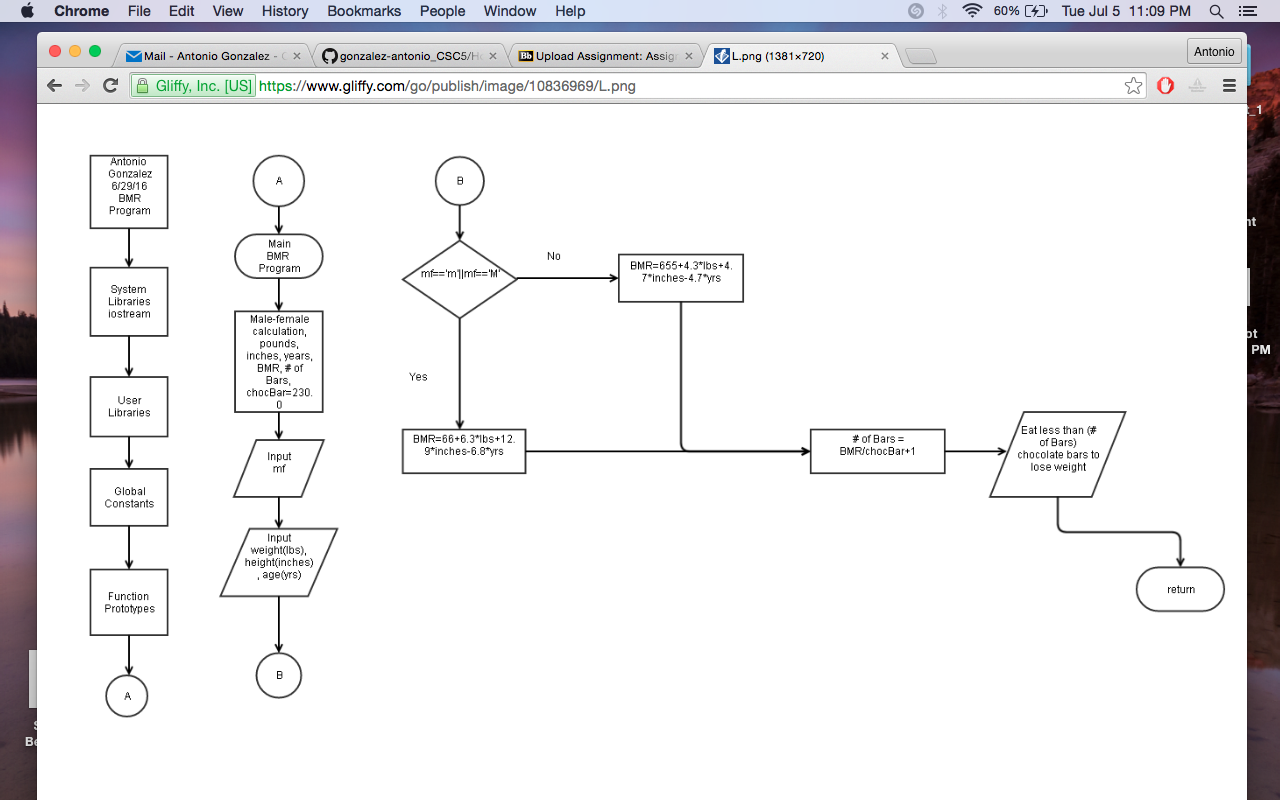 Chrome File Edit View History Bookmarks People Window Help 60% Tue Jul 5 11:09 PM
Mail - Antonio Gonzalez - gonzalez-antonio_CSC5/H Upload Assignment: Assig L.png (1381×720) Antonio
Gliffy, Inc. [US] https://www.gliffy.com/go/publish/image/10836969/L.png
Antonio
Gonzalez
6/29/16
BMR
Program
System
Libraries
iostream
User
Libraries
Global
Constants
Function
Prototypes
A
A
Main
BMR
Program
Male-female
calculation,
pounds,
inches, years,
BMR, # of
Bars,
chocBar=230.
0
Input
mf
Input
weight(lbs),
height(inches)
, age(yrs)
B
B
mf=='m'||mf=='M'
No
BMR=655+4.3*lbs+4.
7*inches-4.7*yrs
Yes
BMR=66+6.3*lbs+12.
9*inches-6.8*yrs
# of Bars =
BMR/chocBar+1
Eat less than (#
of Bars)
chocolate bars to
lose weight
return
PM